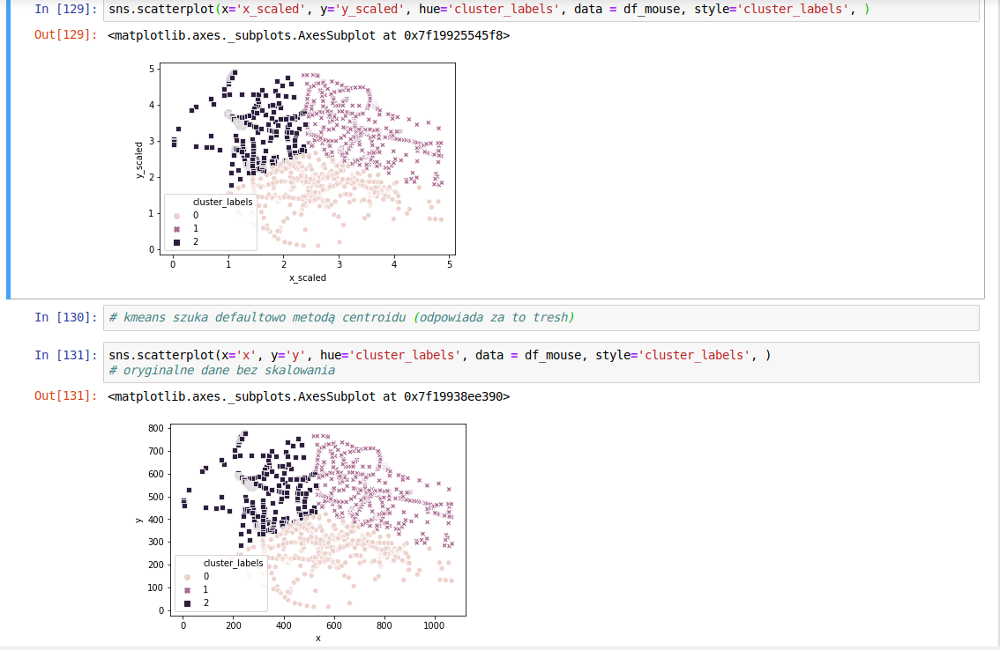 In [129]: sns.scatterplot(x='x_scaled', y='y_scaled', hue='cluster_labels', data = df_mouse, style='cluster_labels', )
Out[129]: <matplotlib.axes._subplots.AxesSubplot at 0x7f19925545f8>
5
4
3
2
1
0
y_scaled
cluster_labels
0
1
2
0 1 2 3 4 5
x_scaled
In [130]: # kmeans szuka defaultowo metodą centroidu (odpowiada za to tresh)
In [131]: sns.scatterplot(x='x', y='y', hue='cluster_labels', data = df_mouse, style='cluster_labels', )
# oryginalne dane bez skalowania
Out[131]: <matplotlib.axes._subplots.AxesSubplot at 0x7f19938ee390>
800
700
600
500
400
300
200
100
0
y
cluster_labels
0
1
2
0 200 400 600 800 1000
x